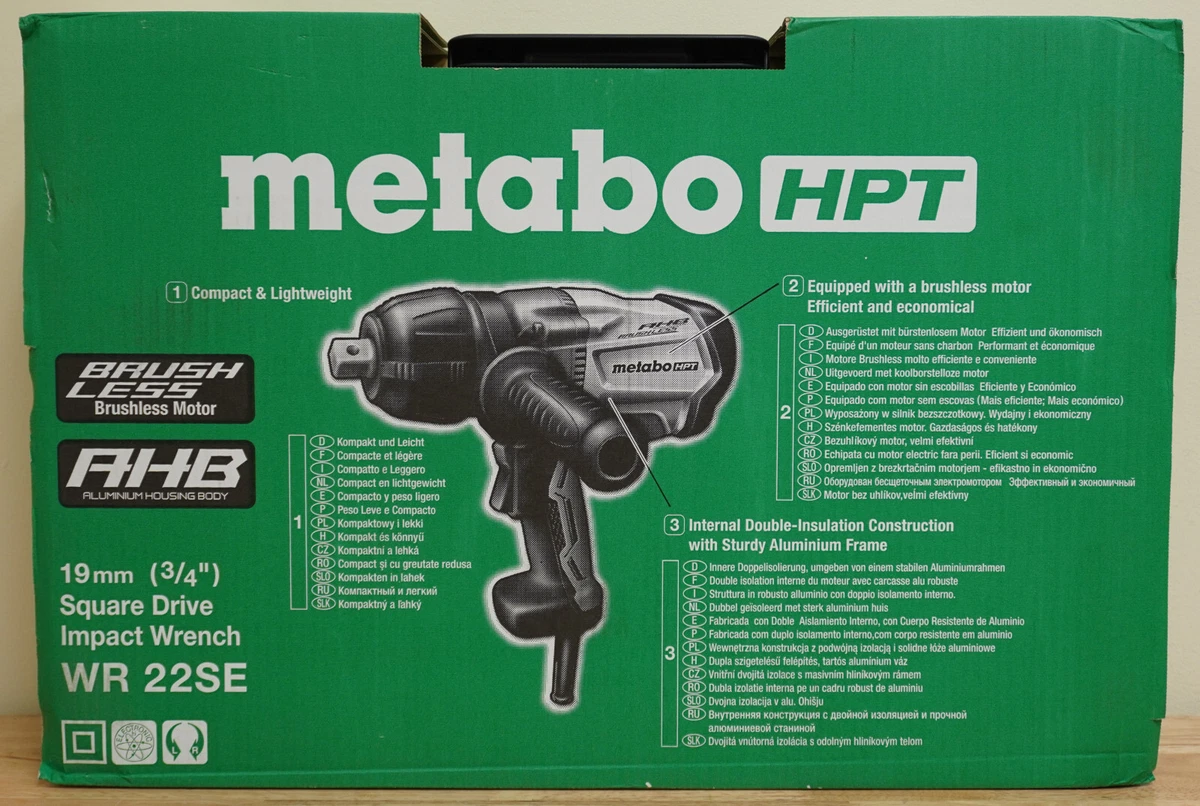 metabo HPT
1 Compact & Lightweight
2 Equipped with a brushless motor
Efficient and economical
AHB
BRUSHLESS
metabo HPT
BRUSH
LESS
Brushless Motor
AHB
ALUMINIUM HOUSING BODY
1
D Kompakt und Leicht
F Compacte et légère
I Compatto e Leggero
NL Compact en lichtgewicht
E Compacto y peso ligero
P Peso Leve e Compacto
PL Kompaktowy i lekki
H Kompakt és könnyű
CZ Kompaktní a lehká
RO Compact și cu greutate redusa
SLO Kompakten in lahek
RU Компактный и легкий
SLK Kompaktný a ľahký
2
D Ausgerüstet mit bürstenlosem Motor Effizient und ökonomisch
F Equipé d'un moteur sans charbon Performant et économique
I Motore Brushless molto efficiente e conveniente
NL Uitgevoerd met koolborstelloze motor
E Equipado con motor sin escobillas Eficiente y Económico
P Equipado com motor sem escovas (Mais eficiente; Mais económico)
PL Wyposażony w silnik bezszczotkowy. Wydajny i ekonomiczny
H Szénkefementes motor. Gazdaságos és hatékony
CZ Bezuhlíkový motor, velmi efektivní
RO Echipata cu motor electric fara perii. Eficient si economic
SLO Opremljen z brezkrtačnim motorjem - efikastno in ekonomično
RU Оборудован бесщеточным электромотором Эффективный и экономичный
SLK Motor bez uhlíkov,veĺmi efektívny
3 Internal Double-Insulation Construction
with Sturdy Aluminium Frame
3
D Innere Doppelisolierung, umgeben von einem stabilen Aluminiumrahmen
F Double isolation interne du moteur avec carcasse alu robuste
I Struttura in robusto alluminio con doppio isolamento interno.
NL Dubbel geïsoleerd met sterk aluminium huis
E Fabricada con Doble Aislamiento Interno, con Cuerpo Resistente de Aluminio
P Fabricada com duplo isolamento interno,com corpo resistente em aluminio
PL Wewnętrzna konstrukcja z podwójną izolacją i solidne lóże aluminiowe
H Dupla szigetelésű felépítés, tartós alumínium váz
CZ Vnitřní dvojitá izolace s masivním hliníkovým rámem
RO Dubla izolatie interna pe un cadru robust de aluminiu
SLO Dvojna izolacija v alu. Ohišju
RU Внутренняя конструкция с двойной изоляцией и прочной
алюминиевой станиной
SLK Dvojitá vnútorná izolácia s odolným hliníkovým telom
19mm (3/4")
Square Drive
Impact Wrench
WR 22SE
ELECTRONIC
L R